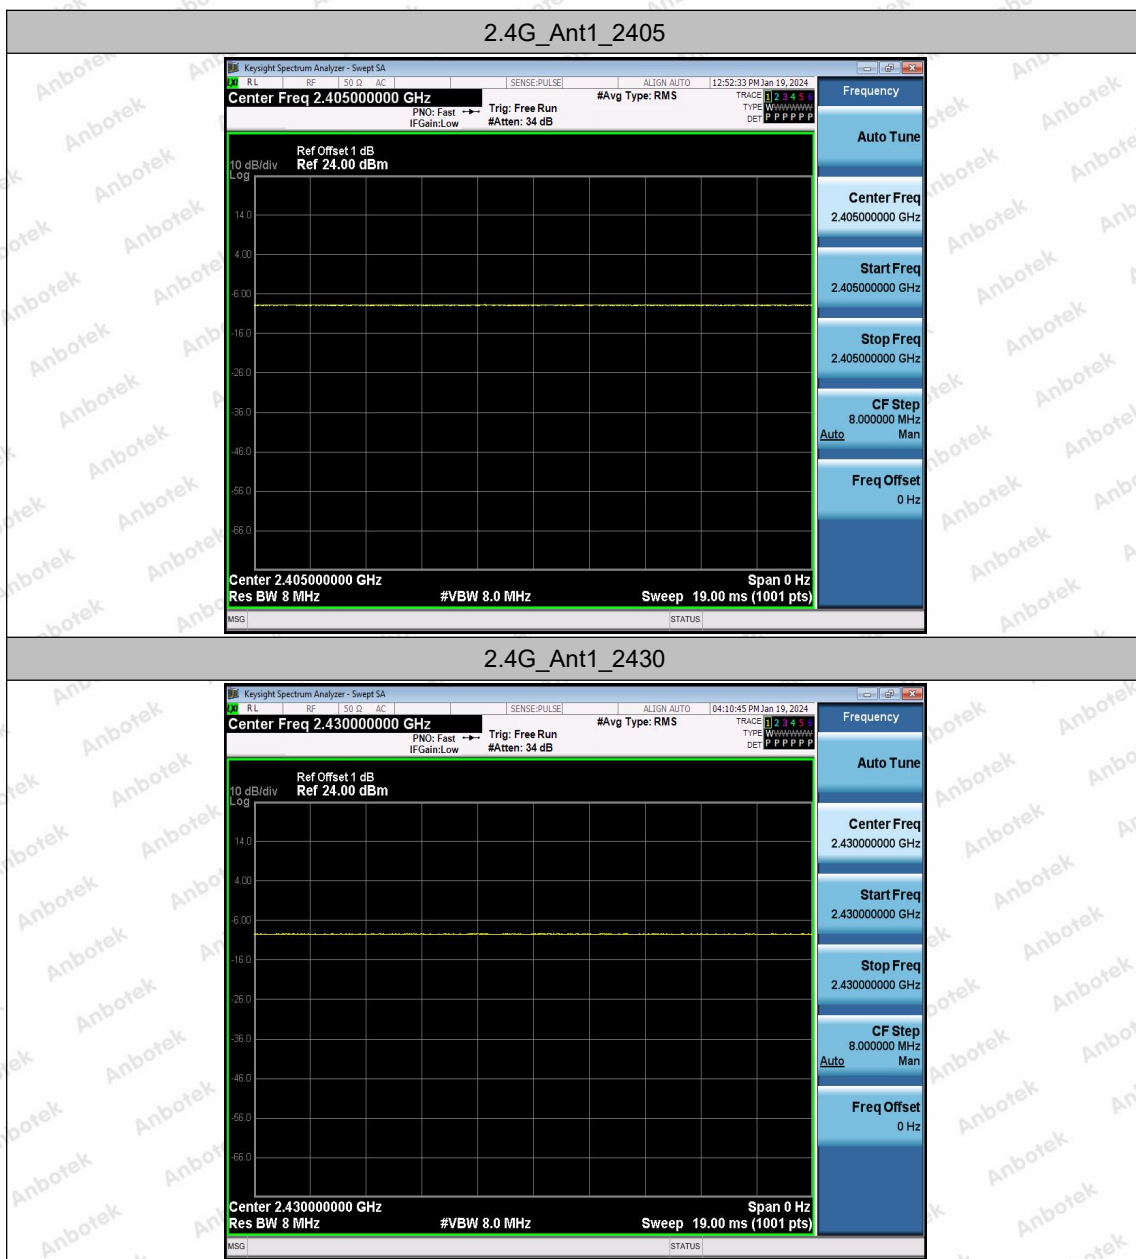 2.4G_Ant1_2405
Keysight Spectrum Analyzer - Swept SA
LXI RL RF 50 Ω AC SENSE:PULSE ALIGN AUTO 12:52:33 PM Jan 19, 2024
Center Freq 2.405000000 GHz
PNO: Fast
IFGain:Low
Trig: Free Run
#Atten: 34 dB
#Avg Type: RMS
TRACE 1 2 3 4 5 6
TYPE WWWWWW
DET P P P P P P
Frequency
Ref Offset 1 dB
10 dB/div Ref 24.00 dBm
Log
14.0
4.00
-6.00
-16.0
-26.0
-36.0
-46.0
-56.0
-66.0
Center 2.405000000 GHz Span 0 Hz
Res BW 8 MHz #VBW 8.0 MHz Sweep 19.00 ms (1001 pts)
MSG STATUS
Auto Tune
Center Freq
2.405000000 GHz
Start Freq
2.405000000 GHz
Stop Freq
2.405000000 GHz
CF Step
8.000000 MHz
Auto Man
Freq Offset
0 Hz
2.4G_Ant1_2430
Keysight Spectrum Analyzer - Swept SA
LXI RL RF 50 Ω AC SENSE:PULSE ALIGN AUTO 04:10:45 PM Jan 19, 2024
Center Freq 2.430000000 GHz
PNO: Fast
IFGain:Low
Trig: Free Run
#Atten: 34 dB
#Avg Type: RMS
TRACE 1 2 3 4 5 6
TYPE WWWWWW
DET P P P P P P
Frequency
Ref Offset 1 dB
10 dB/div Ref 24.00 dBm
Log
14.0
4.00
-6.00
-16.0
-26.0
-36.0
-46.0
-56.0
-66.0
Center 2.430000000 GHz Span 0 Hz
Res BW 8 MHz #VBW 8.0 MHz Sweep 19.00 ms (1001 pts)
MSG STATUS
Auto Tune
Center Freq
2.430000000 GHz
Start Freq
2.430000000 GHz
Stop Freq
2.430000000 GHz
CF Step
8.000000 MHz
Auto Man
Freq Offset
0 Hz
Anbotek